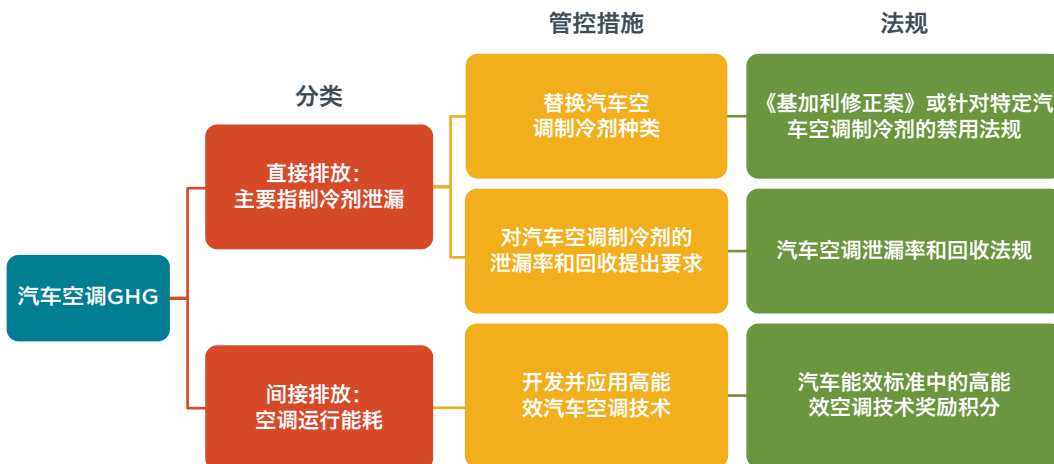 管控措施
法规
分类
替换汽车空
调制冷剂种类
《基加利修正案》或针对特定汽
车空调制冷剂的禁用法规
直接排放：
主要指制冷剂泄漏
对汽车空调制冷剂的
泄漏率和回收提出要求
汽车空调泄漏率和回收法规
汽车空调GHG
间接排放：
空调运行能耗
开发并应用高能
效汽车空调技术
汽车能效标准中的高能
效空调技术奖励积分